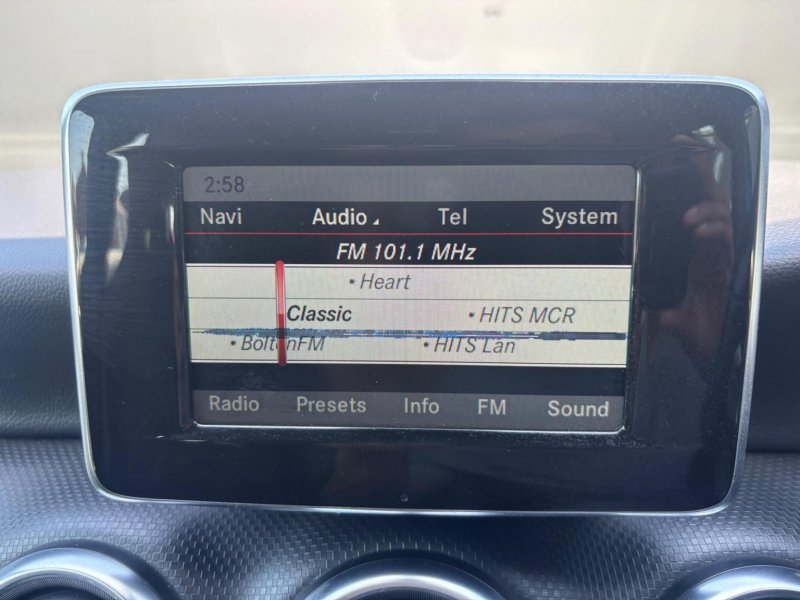 2:58
Navi Audio Tel System
FM 101.1 MHz
• Heart
Classic • HITS MCR
• BoltonFM • HITS Lan
Radio Presets Info FM Sound